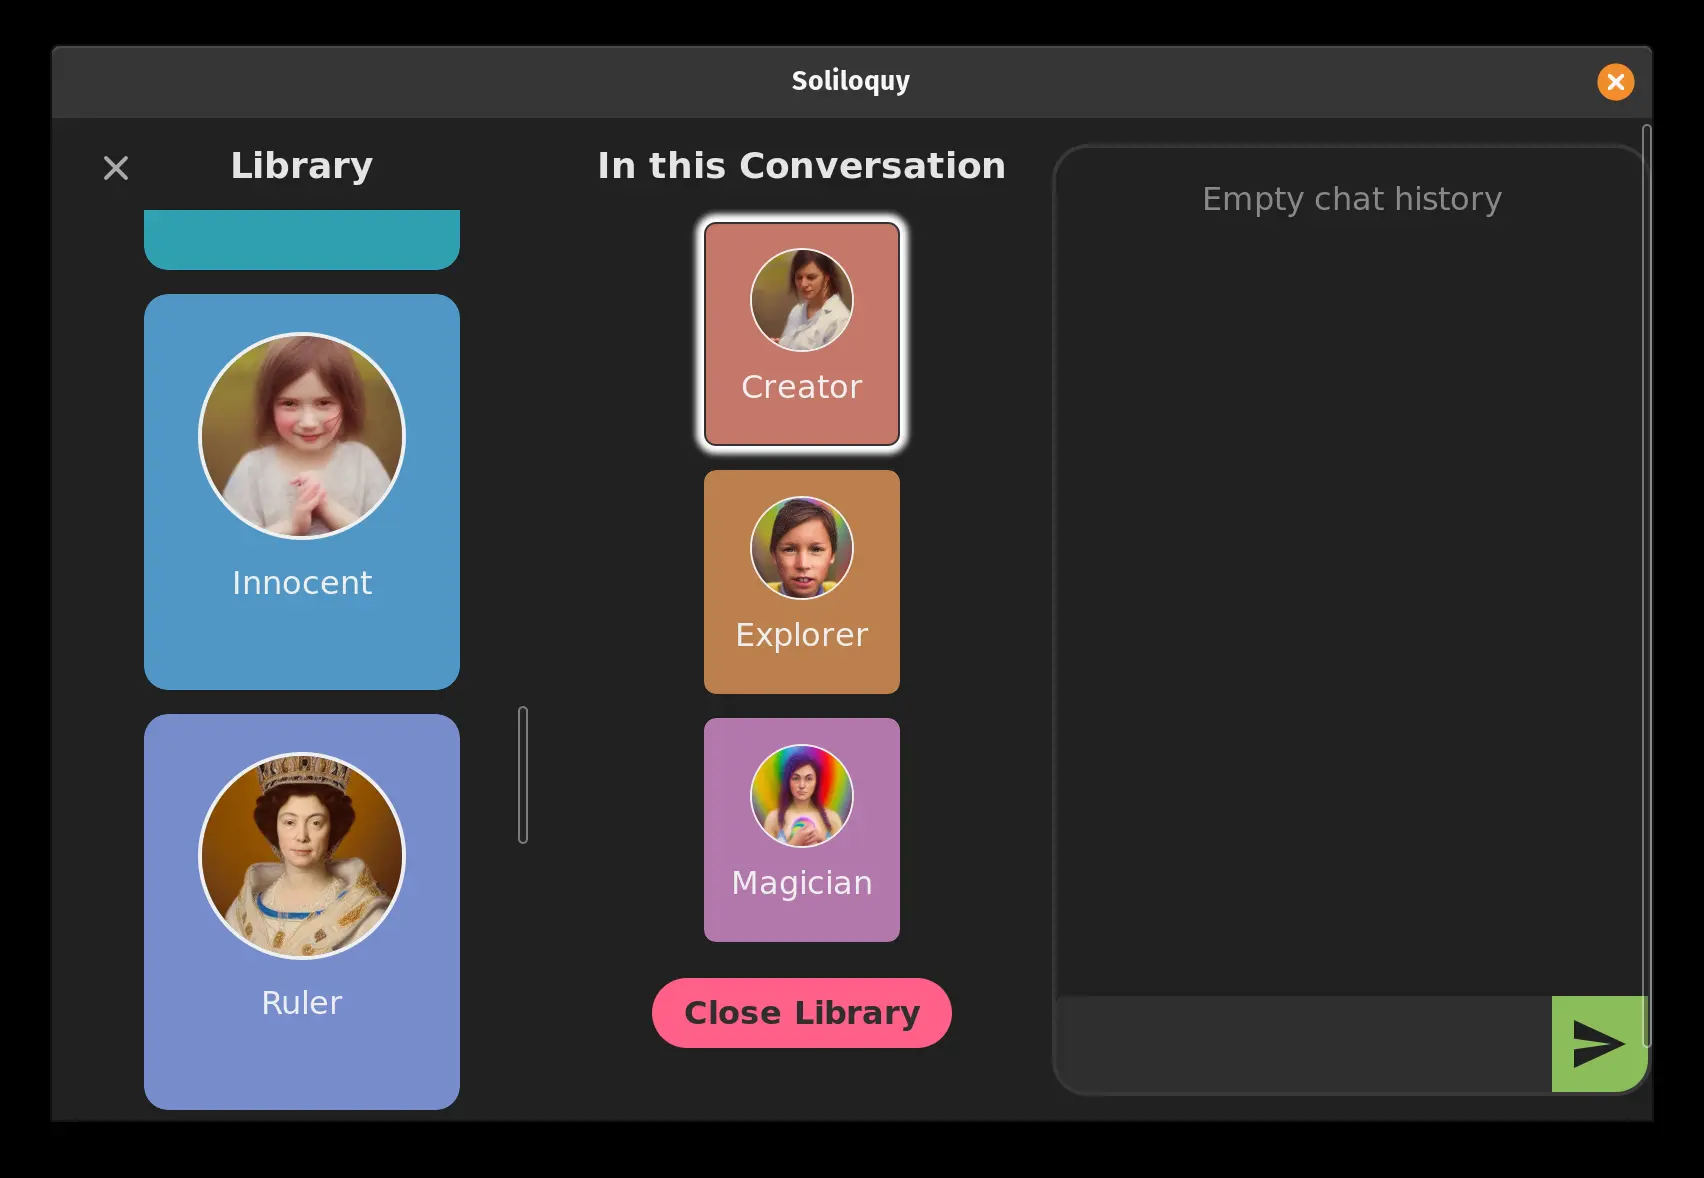 Soliloquy
Library
Innocent
Ruler
In this Conversation
Creator
Explorer
Magician
Close Library
Empty chat history